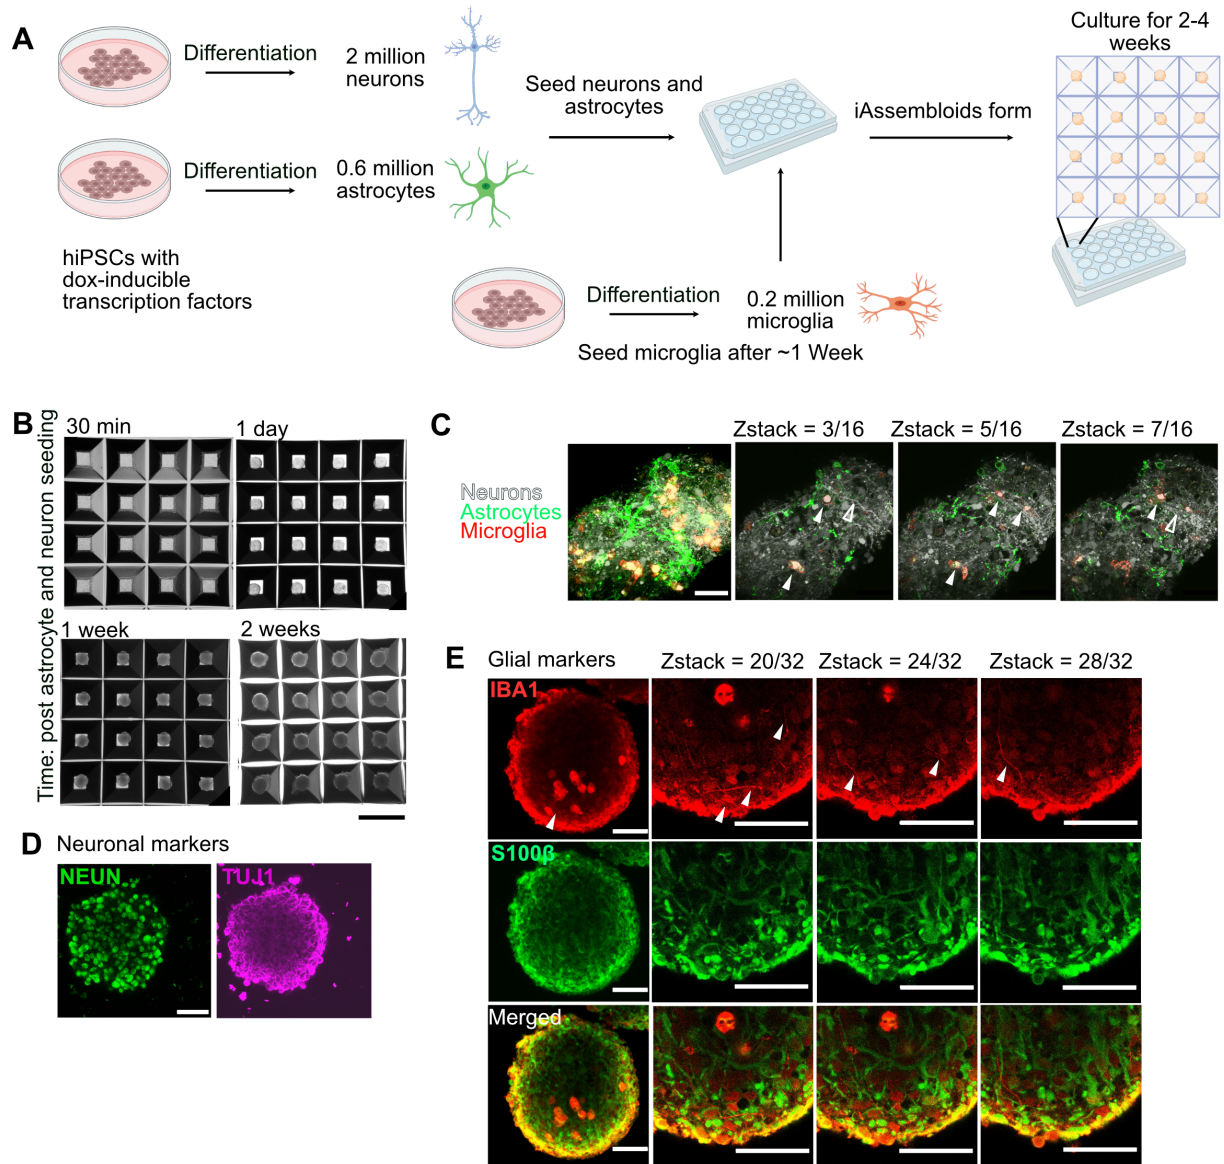 A
Differentiation
2 million
neurons
Differentiation
0.6 million
astrocytes
hiPSCs with
dox-inducible
transcription factors
Seed neurons and
astrocytes
iAssembloids form
Culture for 2-4
weeks
Differentiation
0.2 million
microglia
Seed microglia after ~1 Week
B
Time: post astrocyte and neuron seeding
30 min
1 day
1 week
2 weeks
C
Neurons
Astrocytes
Microglia
Zstack = 3/16
Zstack = 5/16
Zstack = 7/16
D
Neuronal markers
NEUN
TUJ1
E
Glial markers
Zstack = 20/32
Zstack = 24/32
Zstack = 28/32
IBA1
S100β
Merged